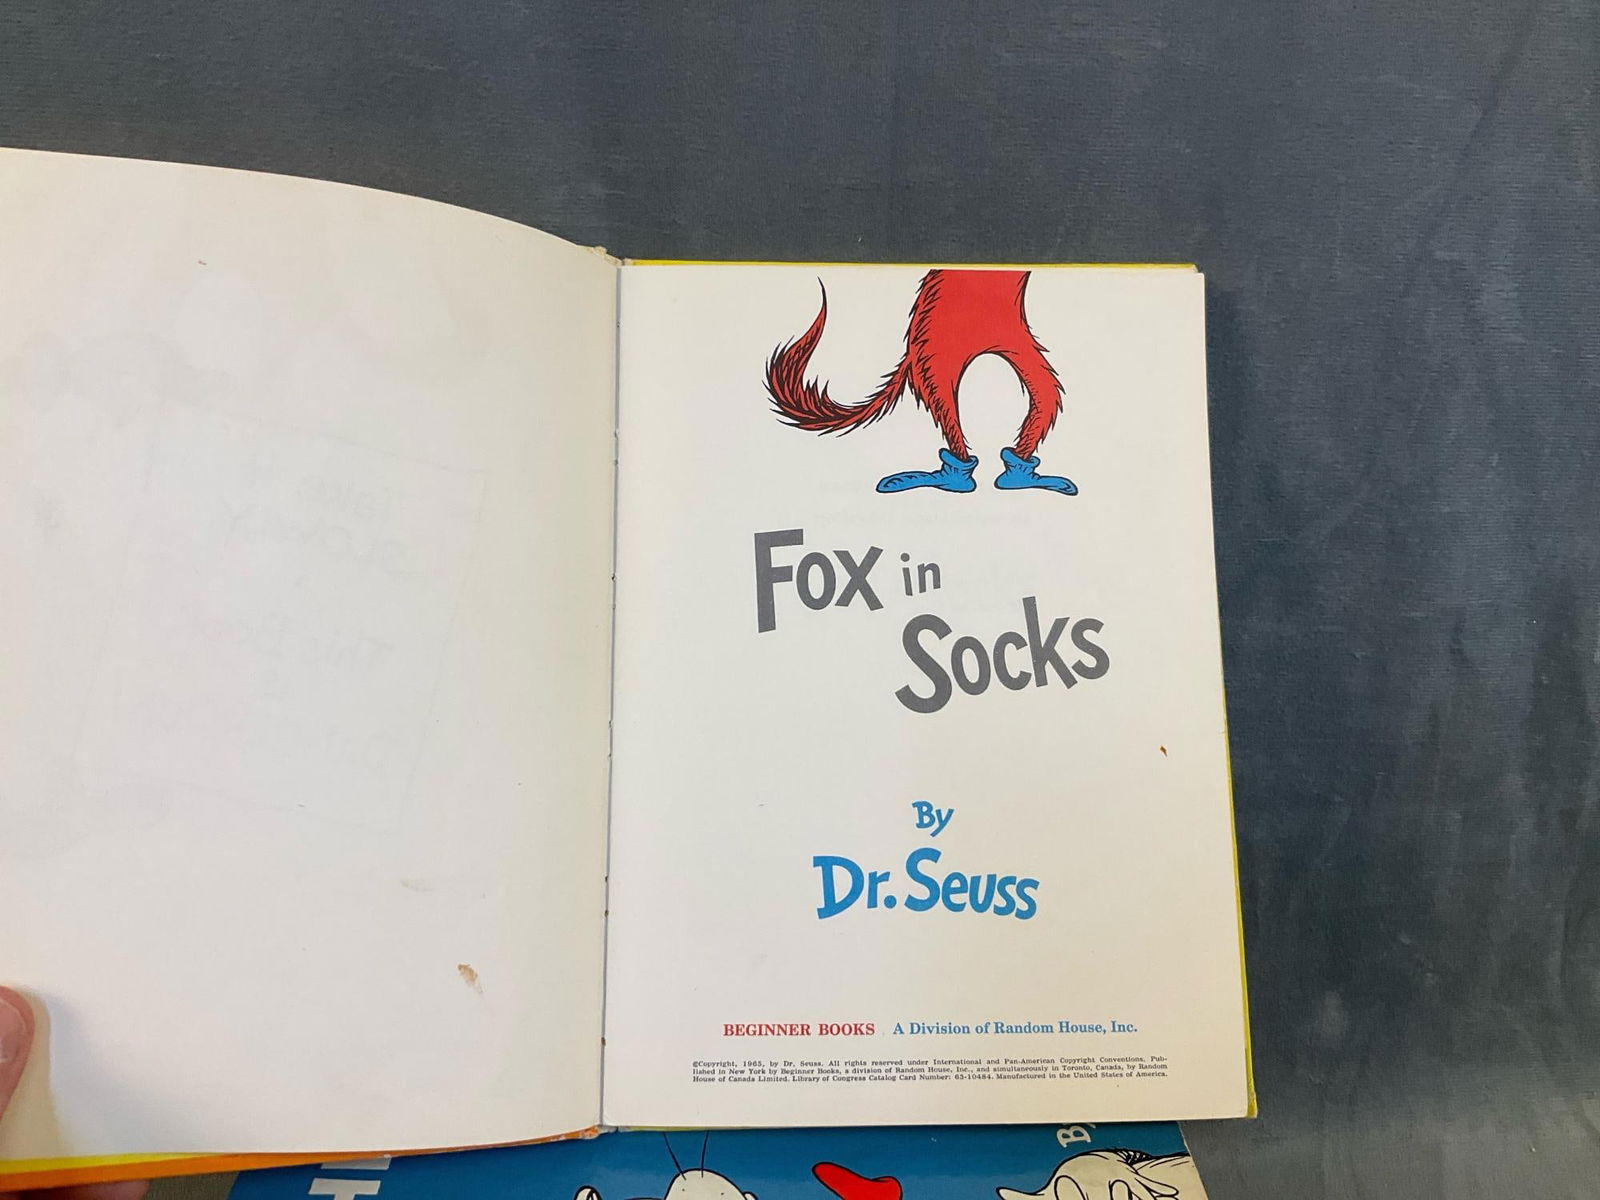 Fox in
Socks
By
Dr. Seuss
BEGINNER BOOKS A Division of Random House, Inc.
©Copyright, 1965, by Dr. Seuss. All rights reserved under International and Pan-American Copyright Conventions. Pub-
lished in New York by Beginner Books, a division of Random House, Inc., and simultaneously in Toronto, Canada, by Random
House of Canada Limited. Library of Congress Catalog Card Number: 65-10484. Manufactured in the United States of America.